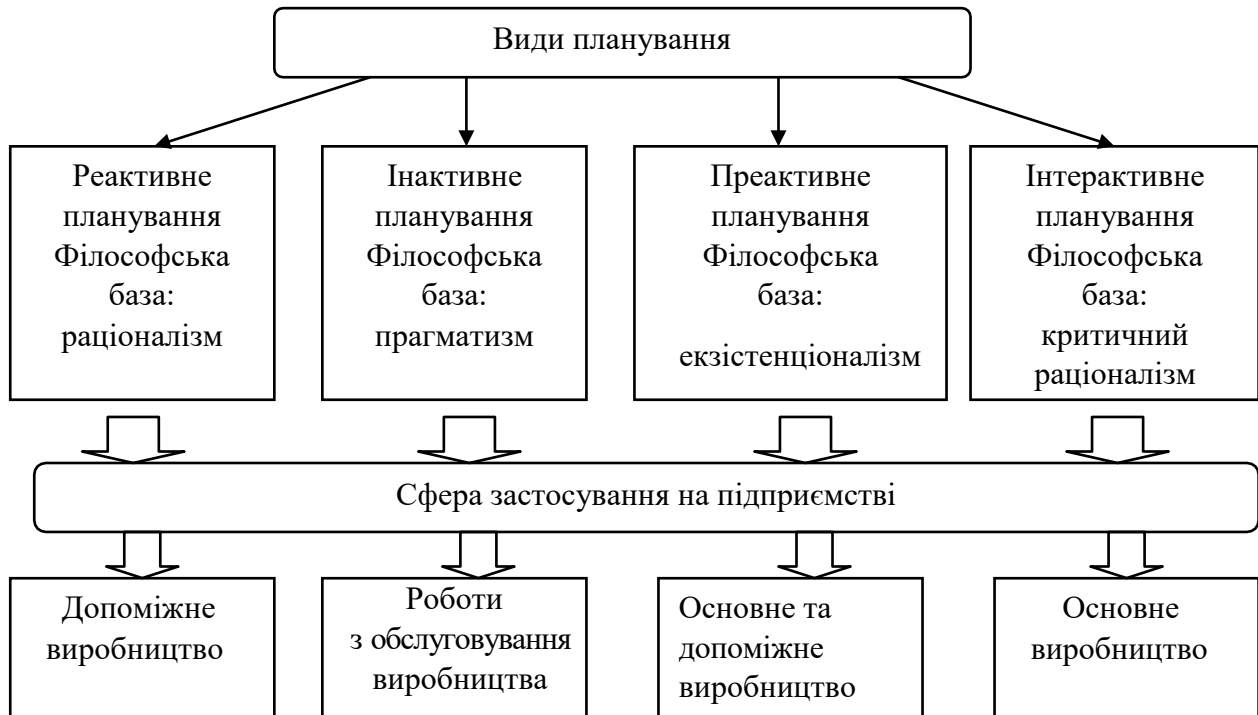 Види планування
Реактивне
планування
Філософська
база:
раціоналізм
Інактивне
планування
Філософська
база:
прагматизм
Преактивне
планування
Філософська
база:
екзістенціоналізм
Інтерактивне
планування
Філософська
база:
критичний
раціоналізм
Сфера застосування на підприємстві
Допоміжне
виробництво
Роботи
з обслуговування
виробництва
Основне та
допоміжне
виробництво
Основне
виробництво